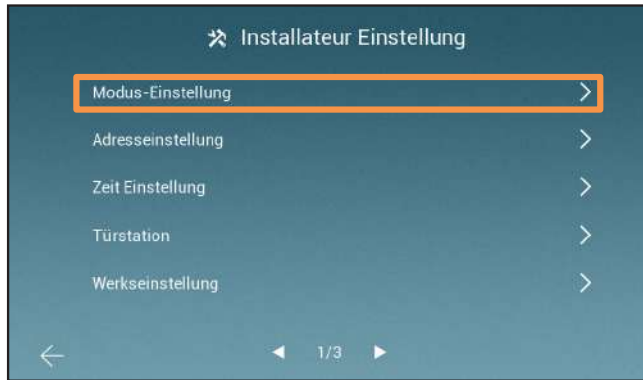 Installateur Einstellung
Modus-Einstellung
Adresseinstellung
Zeit Einstellung
Türstation
Werkseinstellung
1/3